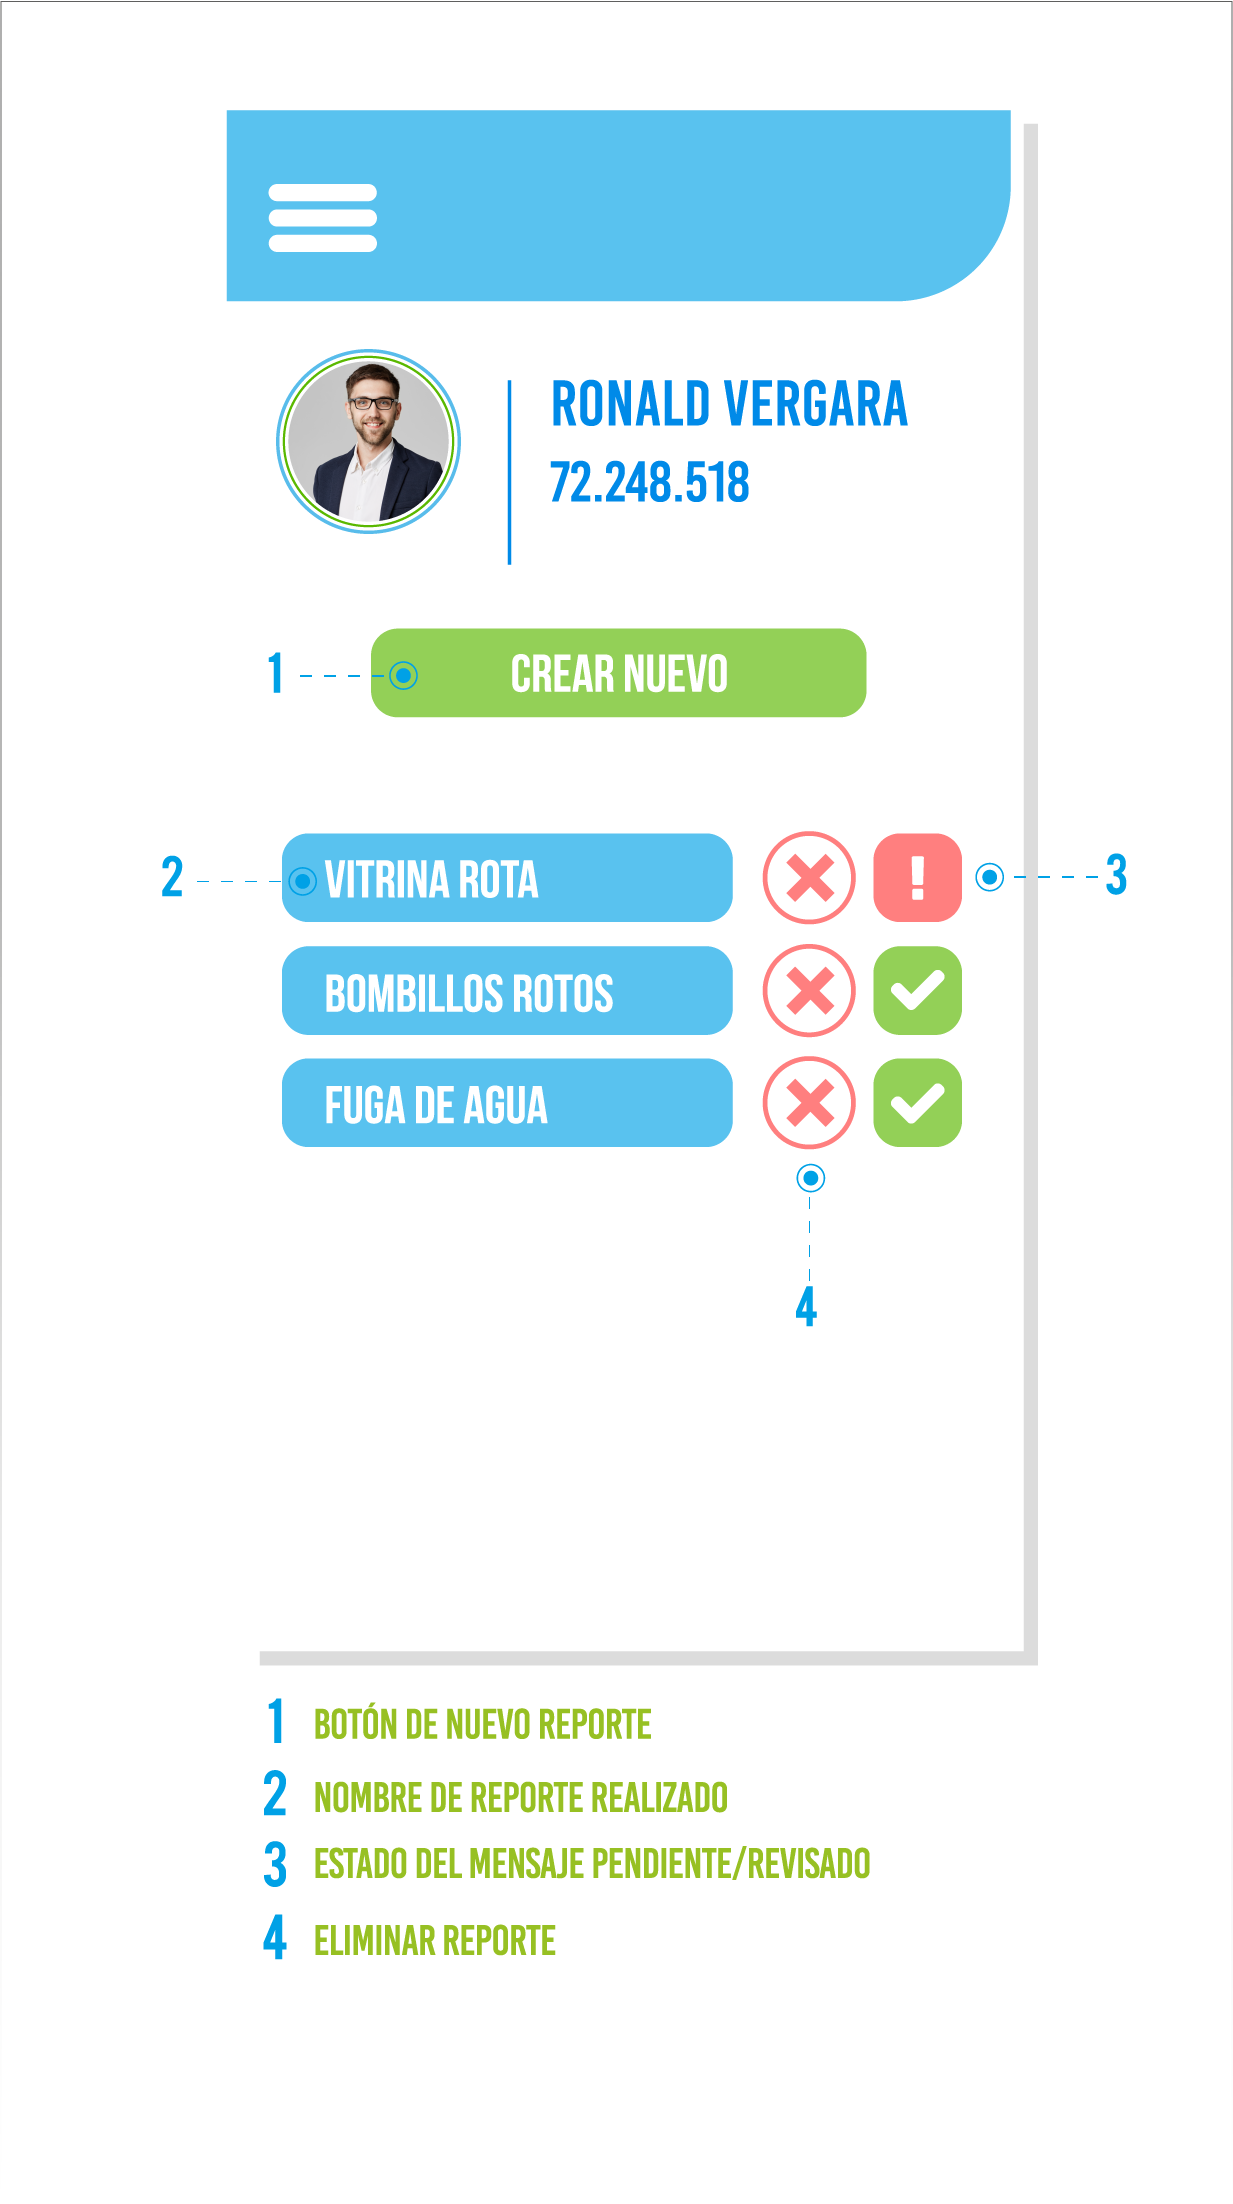 RONALD VERGARA
72.248.518
1
CREAR NUEVO
2
VITRINA ROTA
!
3
BOMBILLOS ROTOS
FUGA DE AGUA
4
1 BOTÓN DE NUEVO REPORTE
2 NOMBRE DE REPORTE REALIZADO
3 ESTADO DEL MENSAJE PENDIENTE/REVISADO
4 ELIMINAR REPORTE